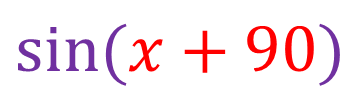 sin(x + 90)